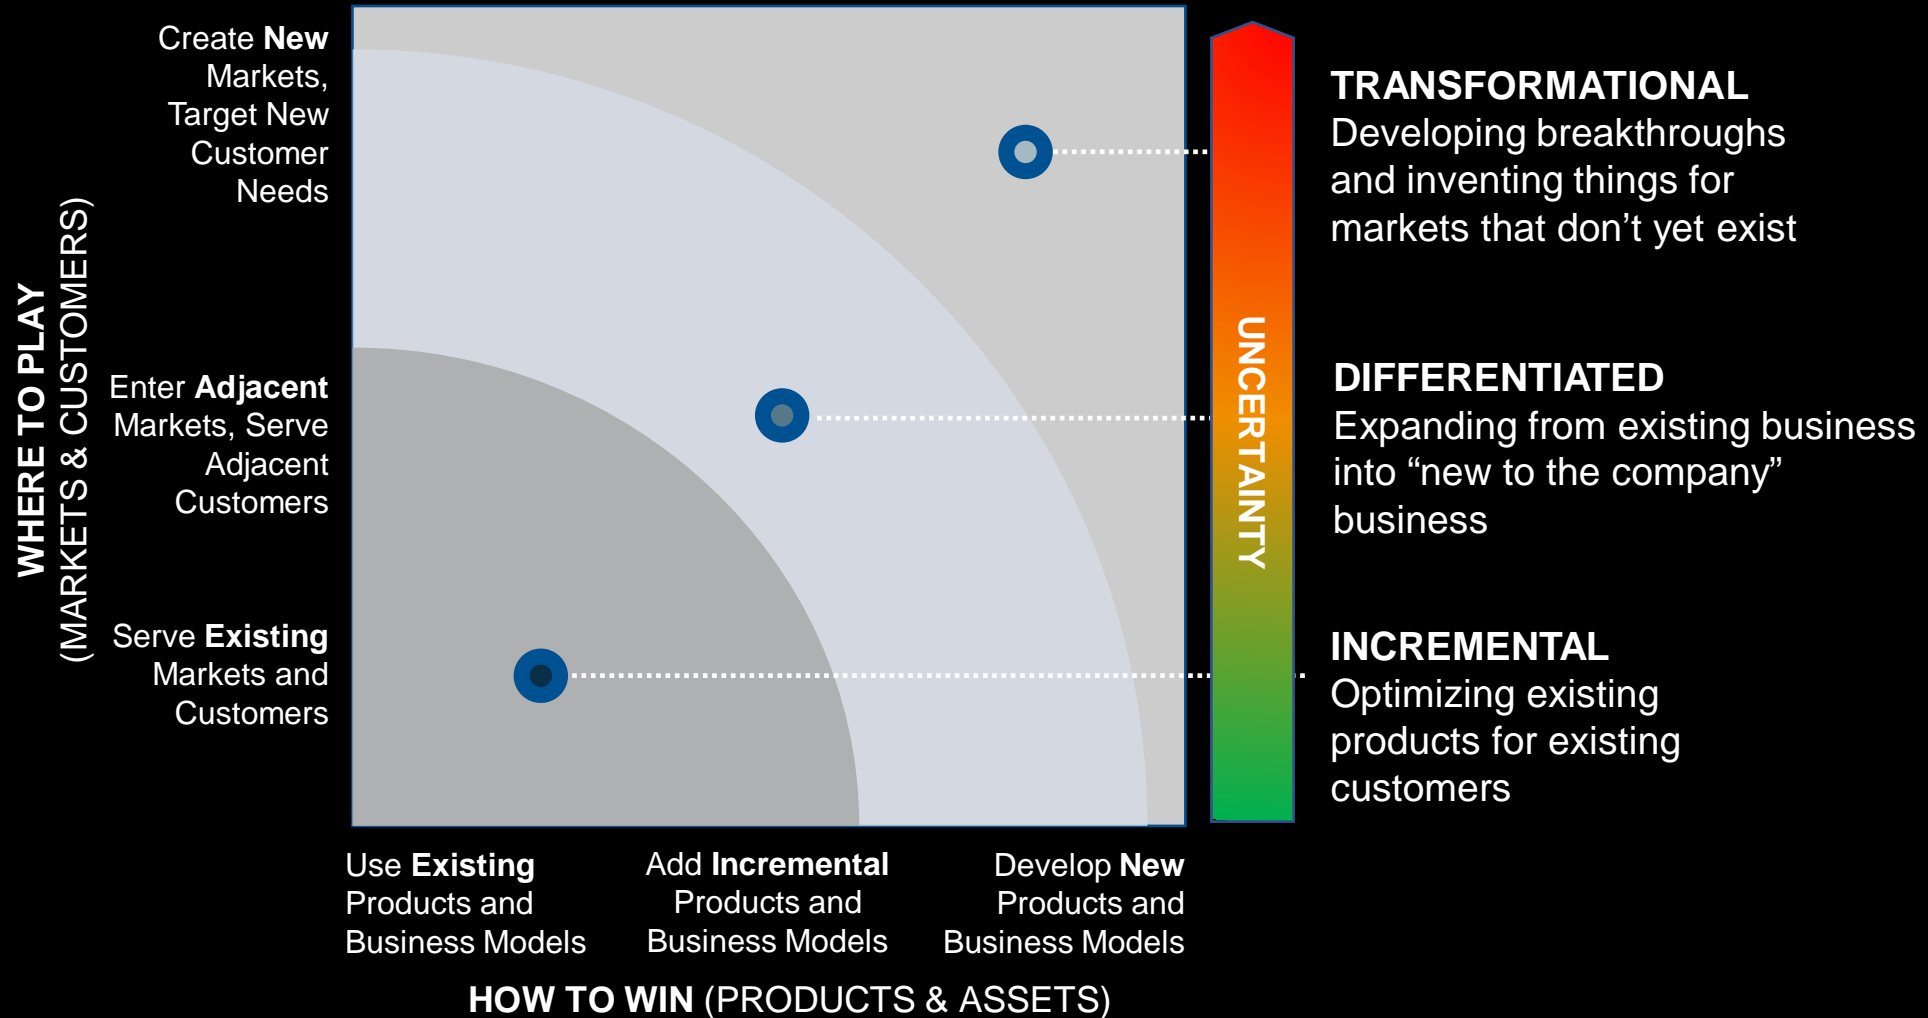 Create New
Markets,
Target New
Customer
Needs
WHERE TO PLAY
(MARKETS & CUSTOMERS)
Enter Adjacent
Markets, Serve
Adjacent
Customers
Serve Existing
Markets and
Customers
UNCERTAINTY
TRANSFORMATIONAL
Developing breakthroughs
and inventing things for
markets that don’t yet exist
DIFFERENTIATED
Expanding from existing business
into “new to the company”
business
INCREMENTAL
Optimizing existing
products for existing
customers
Use Existing
Products and
Business Models
Add Incremental
Products and
Business Models
Develop New
Products and
Business Models
HOW TO WIN (PRODUCTS & ASSETS)